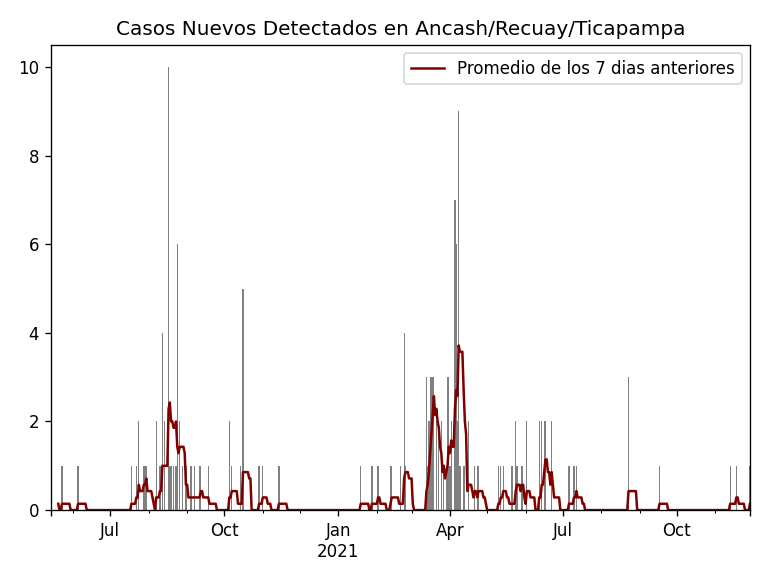 Casos Nuevos Detectados en Ancash/Recuay/Ticapampa
Promedio de los 7 dias anteriores
10
8
6
4
2
0
Jul
Oct
Jan
2021
Apr
Jul
Oct